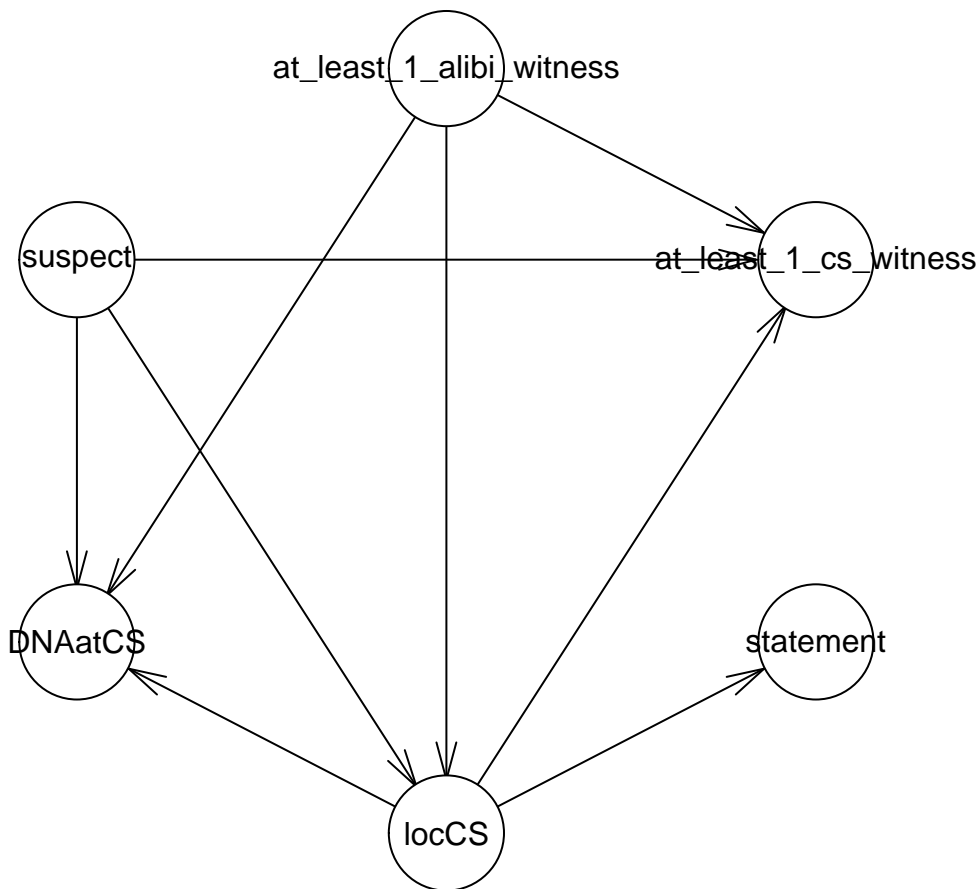 at_least_1_alibi_witness
suspect
at_least_1_cs_witness
DNAatCS
statement
locCS